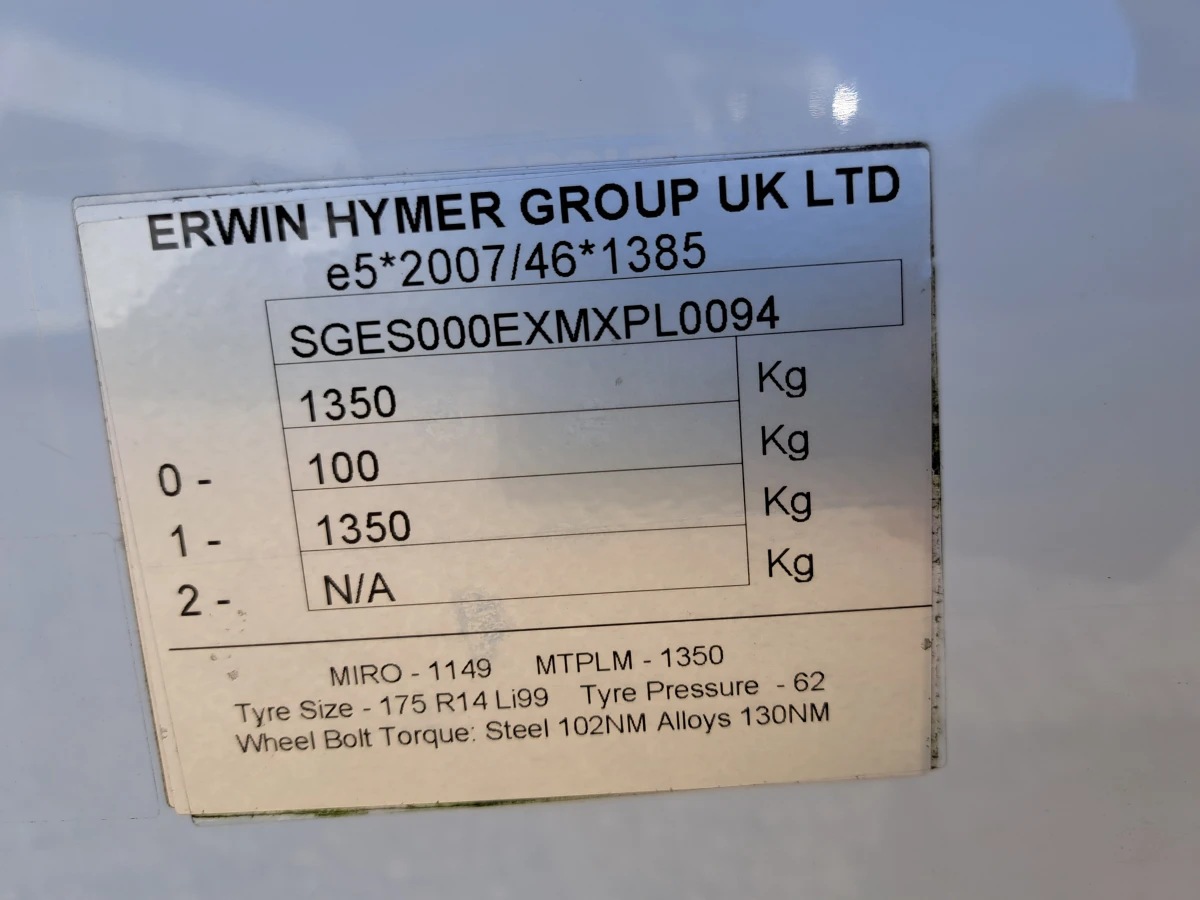 ERWIN HYMER GROUP UK LTD
e5*2007/46*1385
SGES000EXMXPL0094
1350 Kg
0 - 100 Kg
1 - 1350 Kg
2 - N/A Kg
MIRO - 1149 MTPLM - 1350
Tyre Size - 175 R14 Li99 Tyre Pressure - 62
Wheel Bolt Torque: Steel 102NM Alloys 130NM